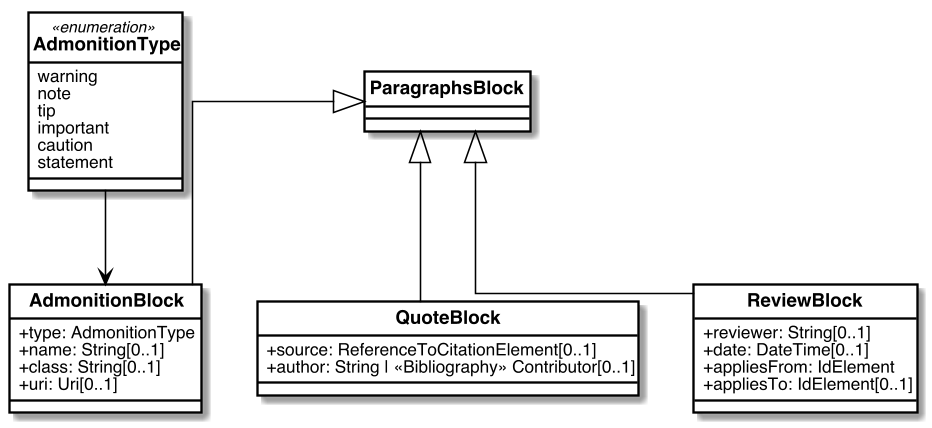 «enumeration»
AdmonitionType
warning
note
tip
important
caution
statement
ParagraphsBlock
AdmonitionBlock
+type: AdmonitionType
+name: String[0..1]
+class: String[0..1]
+uri: Uri[0..1]
QuoteBlock
+source: ReferenceToCitationElement[0..1]
+author: String | «Bibliography» Contributor[0..1]
ReviewBlock
+reviewer: String[0..1]
+date: DateTime[0..1]
+appliesFrom: IdElement
+appliesTo: IdElement[0..1]